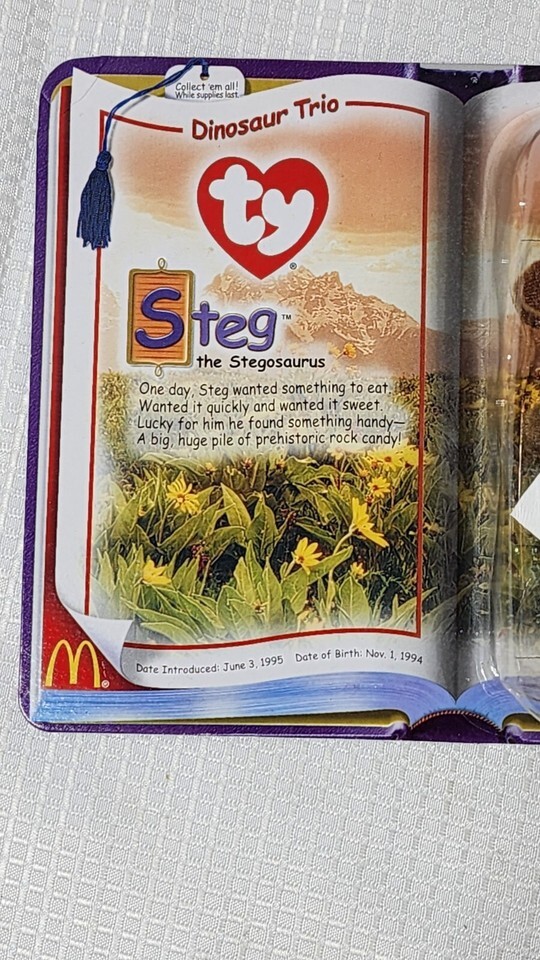 Collect 'em all!
While supplies last.
Dinosaur Trio
ty®
Steg™
the Stegosaurus
One day, Steg wanted something to eat.
Wanted it quickly and wanted it sweet.
Lucky for him he found something handy—
A big, huge pile of prehistoric rock candy!
Date Introduced: June 3, 1995 Date of Birth: Nov. 1, 1994
M®